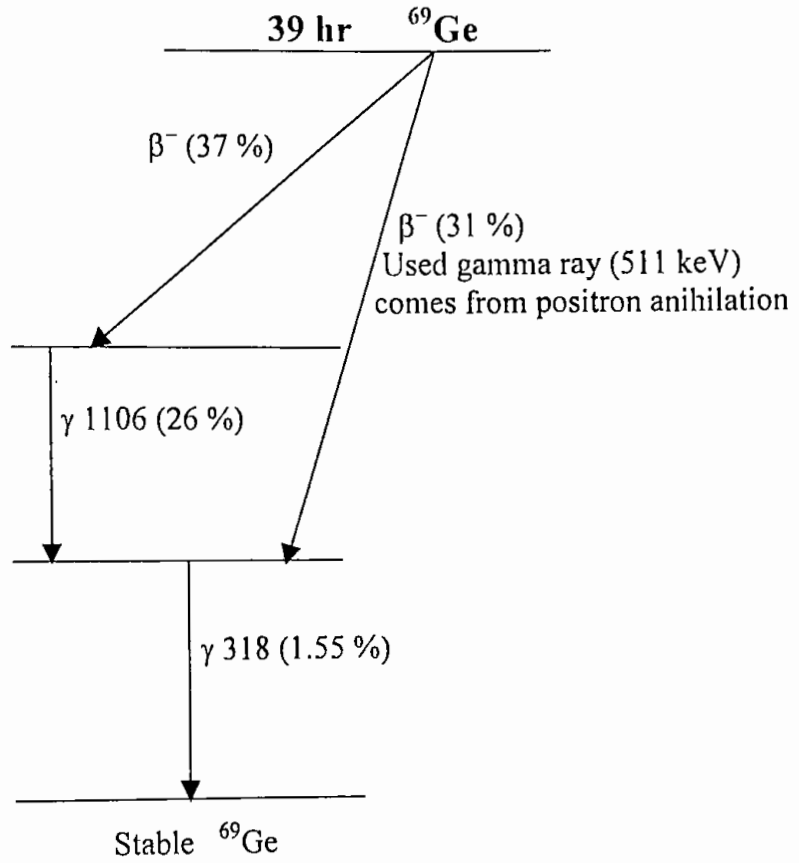 39 hr ⁶⁹Ge
β⁻ (37 %)
β⁻ (31 %)
Used gamma ray (511 keV)
comes from positron anihilation
γ 1106 (26 %)
γ 318 (1.55 %)
Stable ⁶⁹Ge